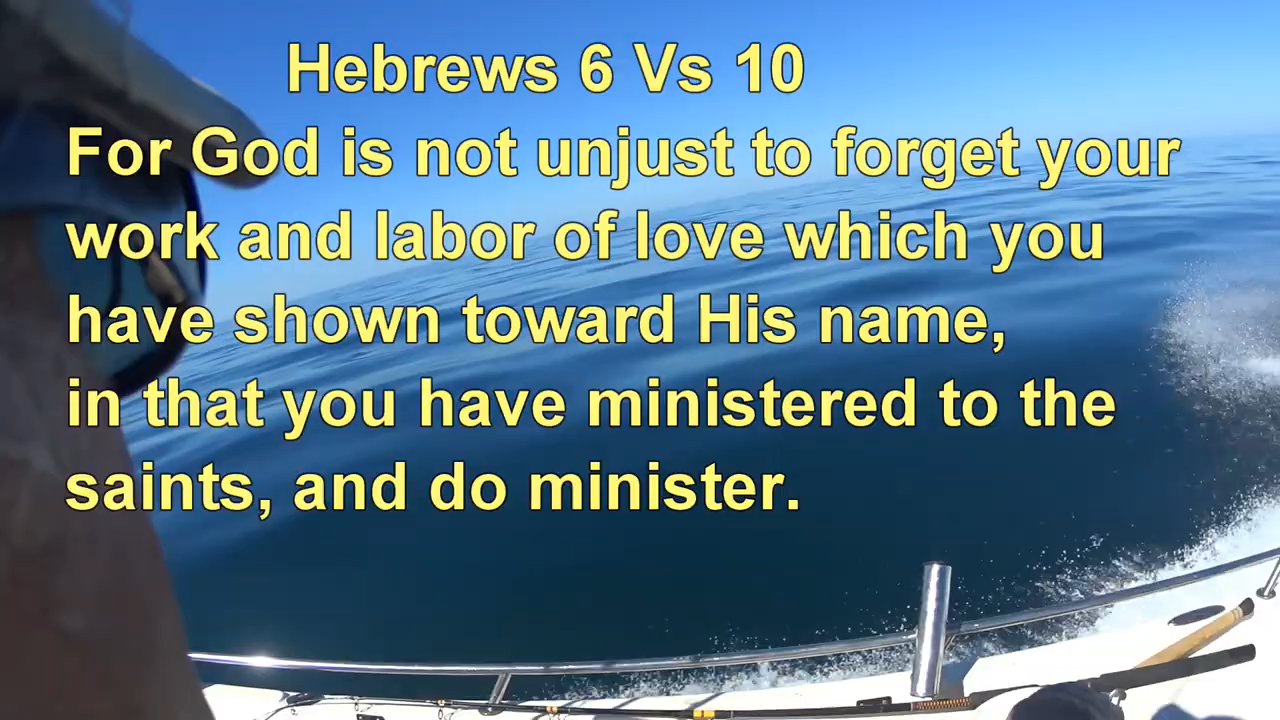 Hebrews 6 Vs 10
For God is not unjust to forget your
work and labor of love which you
have shown toward His name,
in that you have ministered to the
saints, and do minister.